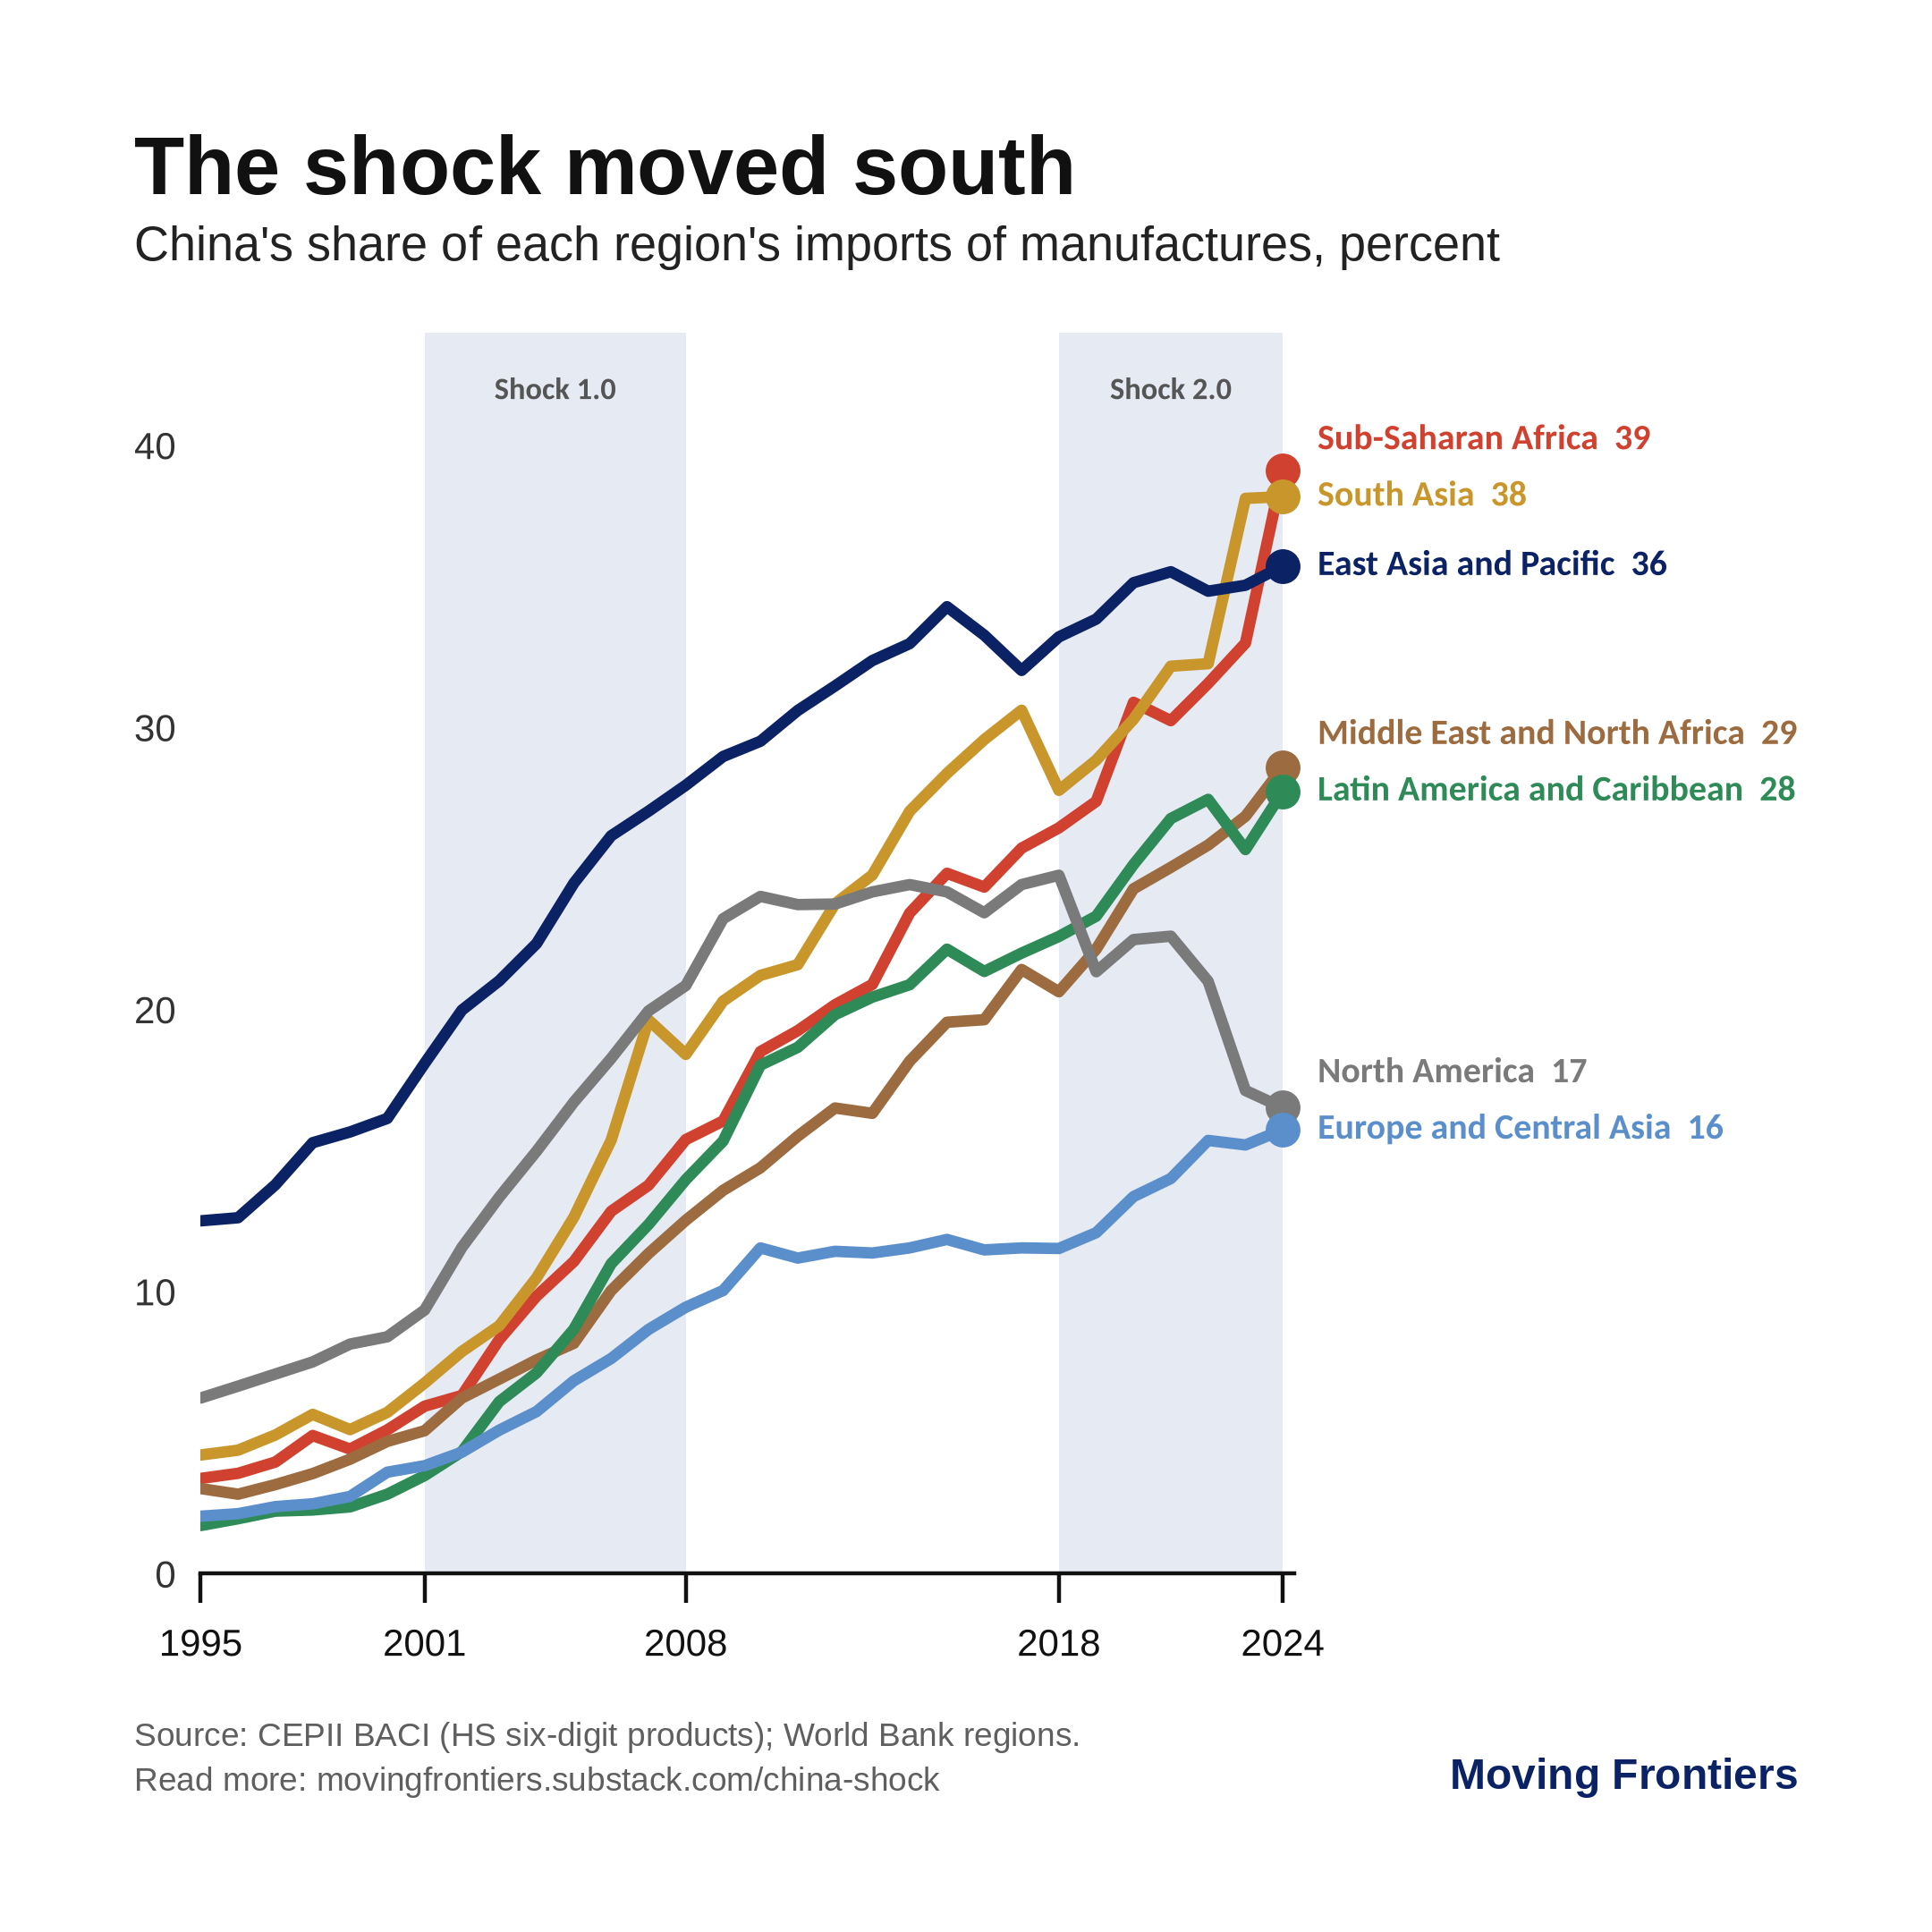 The shock moved south
China's share of each region's imports of manufactures, percent
Shock 1.0
Shock 2.0
40
30
20
10
0
Sub-Saharan Africa 39
South Asia 38
East Asia and Pacific 36
Middle East and North Africa 29
Latin America and Caribbean 28
North America 17
Europe and Central Asia 16
1995 2001 2008 2018 2024
Source: CEPII BACI (HS six-digit products); World Bank regions.
Read more: movingfrontiers.substack.com/china-shock
Moving Frontiers